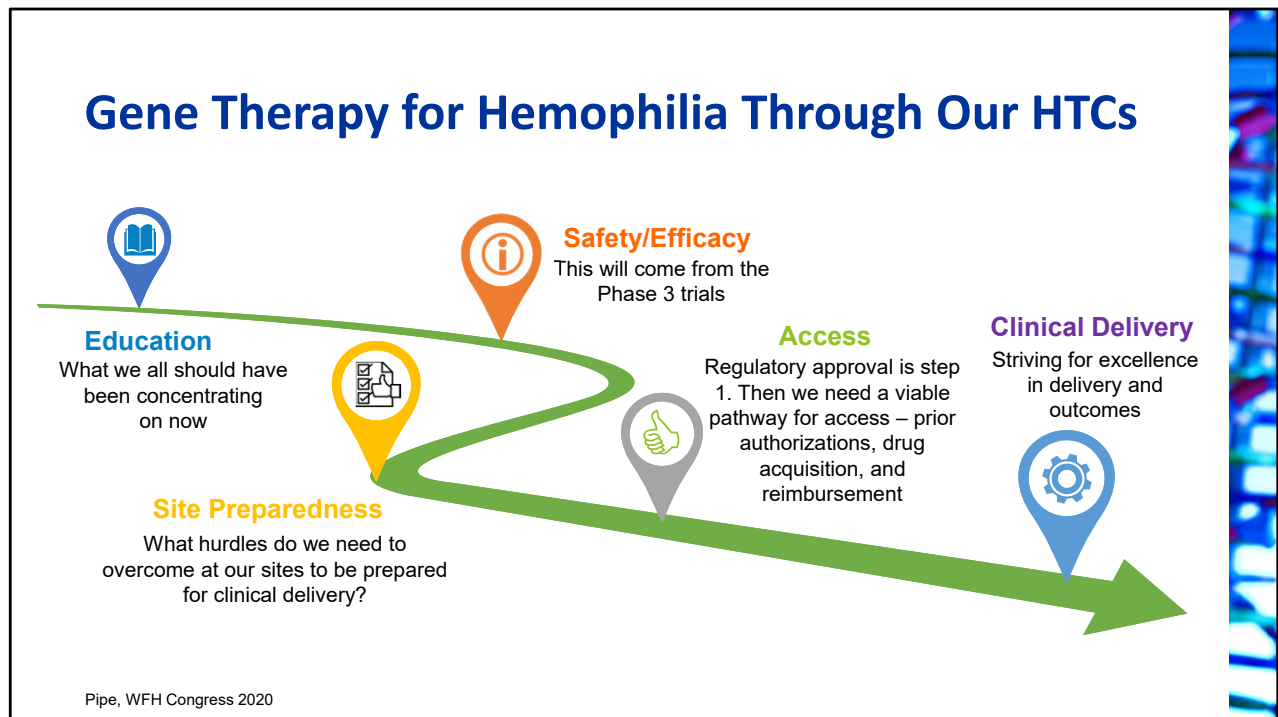 Gene Therapy for Hemophilia Through Our HTCs
Education
What we all should have
been concentrating
on now
Safety/Efficacy
This will come from the
Phase 3 trials
Site Preparedness
What hurdles do we need to
overcome at our sites to be prepared
for clinical delivery?
Access
Regulatory approval is step
1. Then we need a viable
pathway for access – prior
authorizations, drug
acquisition, and
reimbursement
Clinical Delivery
Striving for excellence
in delivery and
outcomes
Pipe, WFH Congress 2020